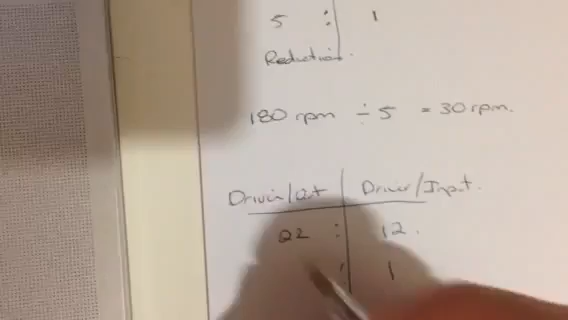 5 : 1
Reduction.
180 rpm ÷ 5 = 30 rpm.
Driven/Out Driver/Input.
22 : 12.
: 1